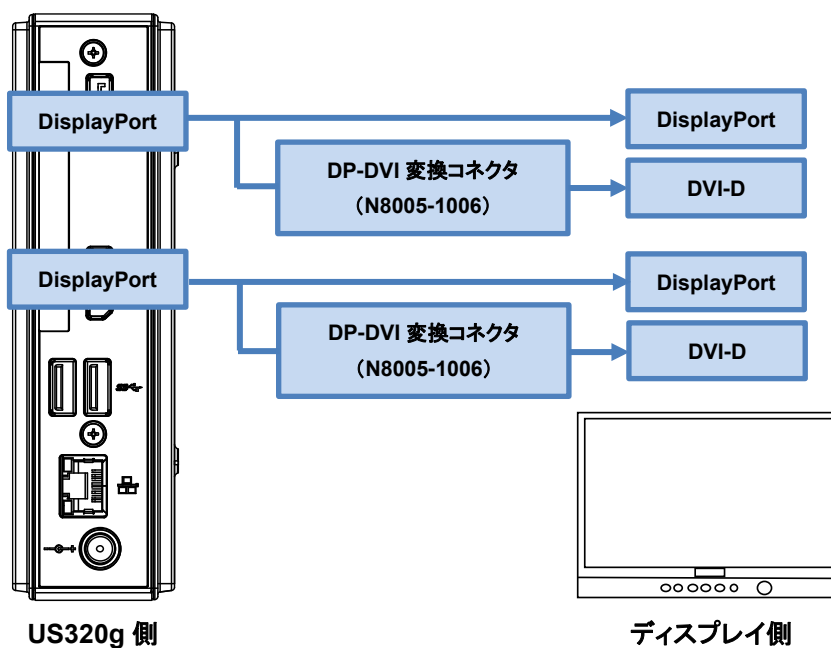 DisplayPort
DisplayPort
DP-DVI 変換コネクタ
（N8005-1006）
DVI-D
DisplayPort
DisplayPort
DP-DVI 変換コネクタ
（N8005-1006）
DVI-D
US320g 側
ディスプレイ側